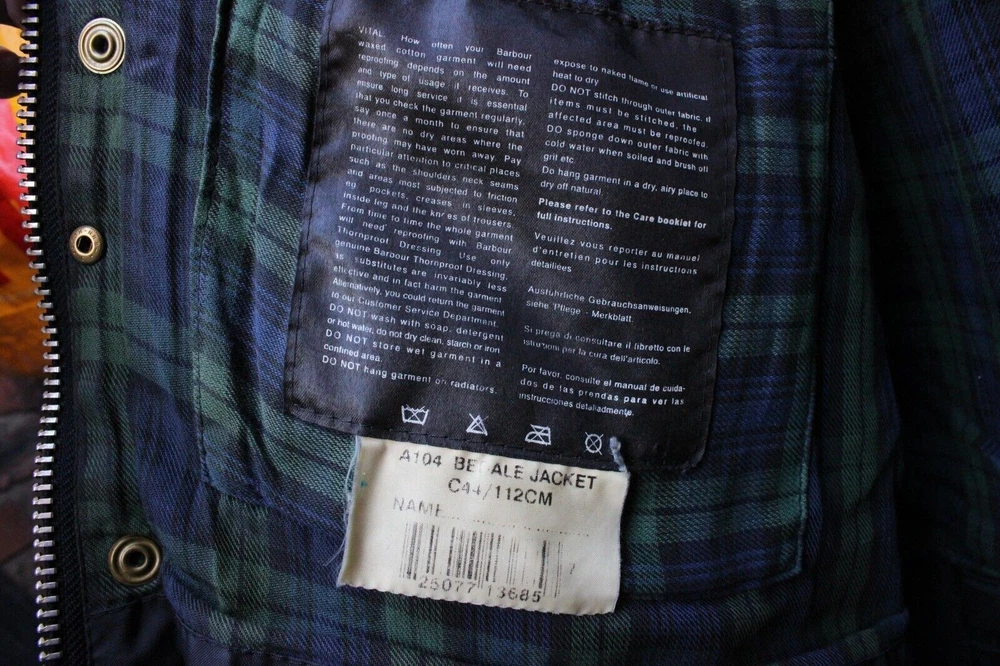 VITAL. How often your Barbour
waxed cotton garment will need
reproofing depends on the amount
and type of usage it receives. To
ensure long service it is essential
that you check the garment regularly,
say once a month to ensure that
there are no dry areas where the
proofing may have worn away. Pay
particular attention to critical places
such as the shoulders neck seams
and areas most subjected to friction
pockets, creases in sleeves,
inside leg and the knees of trousers.
From time to time the whole garment
will need reproofing with Barbour
Thornproof Dressing Use only
genuine Barbour Thornproof Dressing,
as substitutes are invariably less
effective and in fact harm the garment
Alternatively, you could return the garment
to our Customer Service Department.
DO NOT wash with soap, detergent
or hot water, do not dry clean, starch or iron
DO NOT store wet garment in a
confined area.
DO NOT hang garment on radiators.
expose to naked flame or use artificial
heat to dry
DO NOT stitch through outer fabric. If
items must be stitched, the
affected area must be reproofed
DO sponge down outer fabric with
cold water when soiled and brush off
grit etc
Do hang garment in a dry, airy place to
dry off natural.
Please refer to the Care booklet for
full instructions.
Veuillez vous reporter au manuel
d'entretien pour les instructions
détaillées
Ausführliche Gebrauchsanweisungen.
siehe 'Pflege - Merkblatt.
Si prega di consultare il libretto con le
istruzioni per la cura dell'articolo.
Por favor, consulte el manual de cuida-
dos de las prendas para ver las
instrucciones detaliadmente.
A104 BE ALE JACKET
C44/112CM
NAME
25077 13685
7